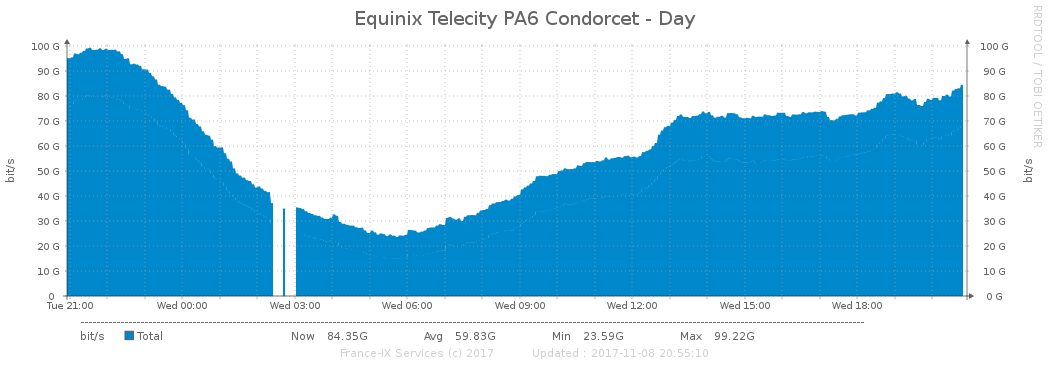 Equinix Telecity PA6 Condorcet - Day
RRDTOOL / TOBI OETIKER
100 G 100 G
90 G 90 G
80 G 80 G
70 G 70 G
60 G 60 G
50 G 50 G
40 G 40 G
30 G 30 G
20 G 20 G
10 G 10 G
0 0 G
bit/s bit/s
Tue 21:00 Wed 00:00 Wed 03:00 Wed 06:00 Wed 09:00 Wed 12:00 Wed 15:00 Wed 18:00
bit/s Total Now 84.35G Avg 59.83G Min 23.59G Max 99.22G
France-IX Services (c) 2017 Updated : 2017-11-08 20:55:10